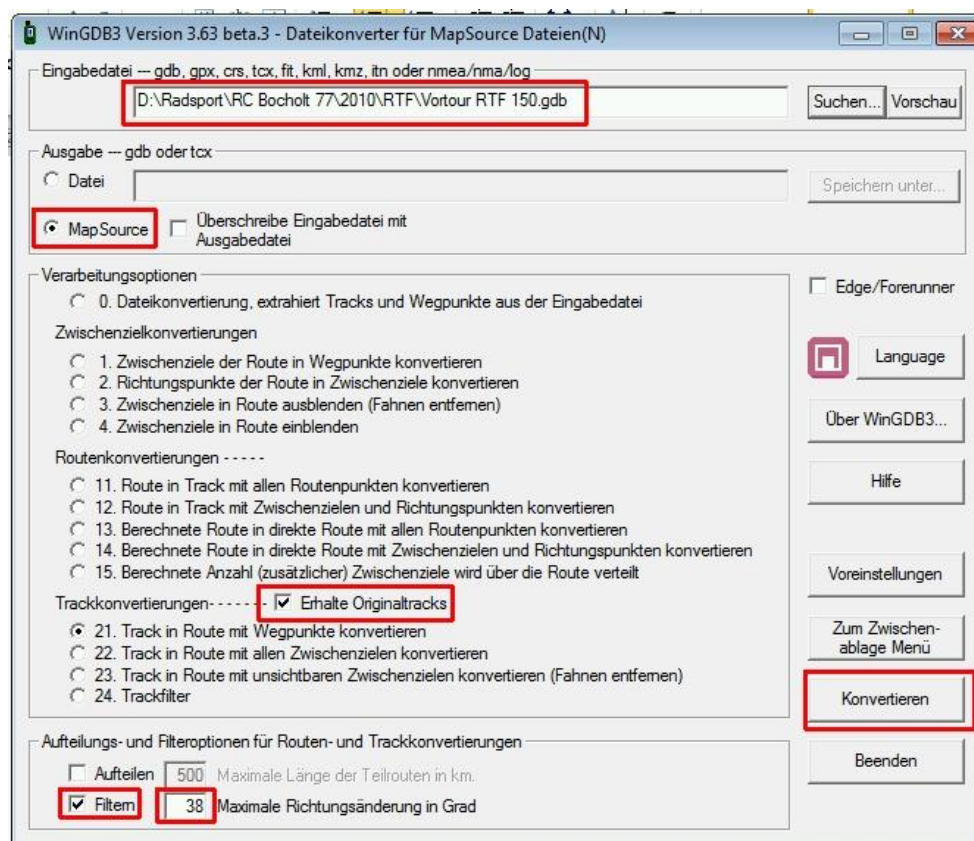 WinGDB3 Version 3.63 beta.3 - Dateikonverter für MapSource Dateien(N)
Eingabedatei --- gdb, gpx, crs, tcx, fit, kml, kmz, itn oder nmea/nma/log
D:\Radsport\RC Bocholt 77\2010\RTF\Vortour RTF 150.gdb
Suchen... Vorschau
Ausgabe --- gdb oder tcx
Datei
Speichern unter...
MapSource
Überschreibe Eingabedatei mit
Ausgabedatei
Verarbeitungsoptionen
0. Dateikonvertierung, extrahiert Tracks und Wegpunkte aus der Eingabedatei
Edge/Forerunner
Zwischenzielkonvertierungen
1. Zwischenziele der Route in Wegpunkte konvertieren
Language
2. Richtungspunkte der Route in Zwischenziele konvertieren
3. Zwischenziele in Route ausblenden (Fahnen entfernen)
4. Zwischenziele in Route einblenden
Über WinGDB3...
Routenkonvertierungen - - - - -
11. Route in Track mit allen Routenpunkten konvertieren
Hilfe
12. Route in Track mit Zwischenzielen und Richtungspunkten konvertieren
13. Berechnete Route in direkte Route mit allen Routenpunkten konvertieren
14. Berechnete Route in direkte Route mit Zwischenzielen und Richtungspunkten konvertieren
15. Berechnete Anzahl (zusätzlicher) Zwischenziele wird über die Route verteilt
Voreinstellungen
Trackkonvertierungen- - - - - - - Erhalte Originaltracks
21. Track in Route mit Wegpunkte konvertieren
Zum Zwischen-
ablage Menü
22. Track in Route mit allen Zwischenzielen konvertieren
23. Track in Route mit unsichtbaren Zwischenzielen konvertieren (Fahnen entfernen)
24. Trackfilter
Konvertieren
Aufteilungs- und Filteroptionen für Routen- und Trackkonvertierungen
Aufteilen 500 Maximale Länge der Teilrouten in km.
Beenden
Filtern 38 Maximale Richtungsänderung in Grad